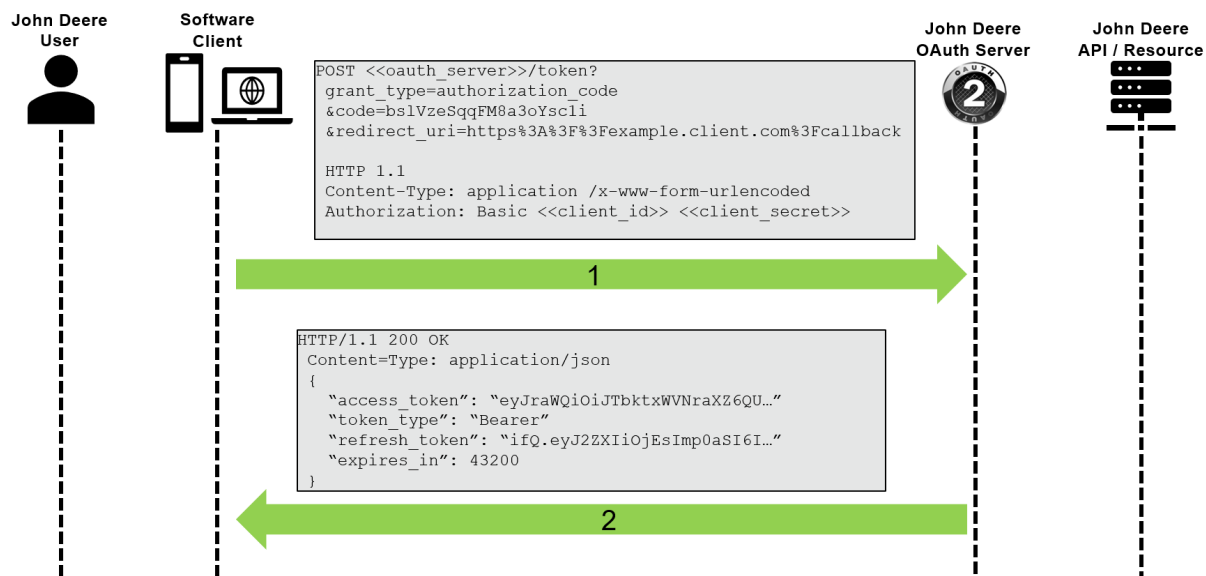 John Deere
User
Software
Client
John Deere
OAuth Server
John Deere
API / Resource
OAUTH
2
OAUTH
POST <<oauth_server>>/token?
grant_type=authorization_code
&code=bslVzeSqqFM8a3oYsc1i
&redirect_uri=https%3A%3F%3Fexample.client.com%3Fcallback
HTTP 1.1
Content-Type: application /x-www-form-urlencoded
Authorization: Basic <<client_id>> <<client_secret>>
1
HTTP/1.1 200 OK
Content=Type: application/json
{
“access_token”: “eyJraWQiOiJTbktxWVNraXZ6QU…”
“token_type”: “Bearer”
“refresh_token”: “ifQ.eyJ2ZXIiOjEsImp0aSI6I…”
“expires_in”: 43200
}
2